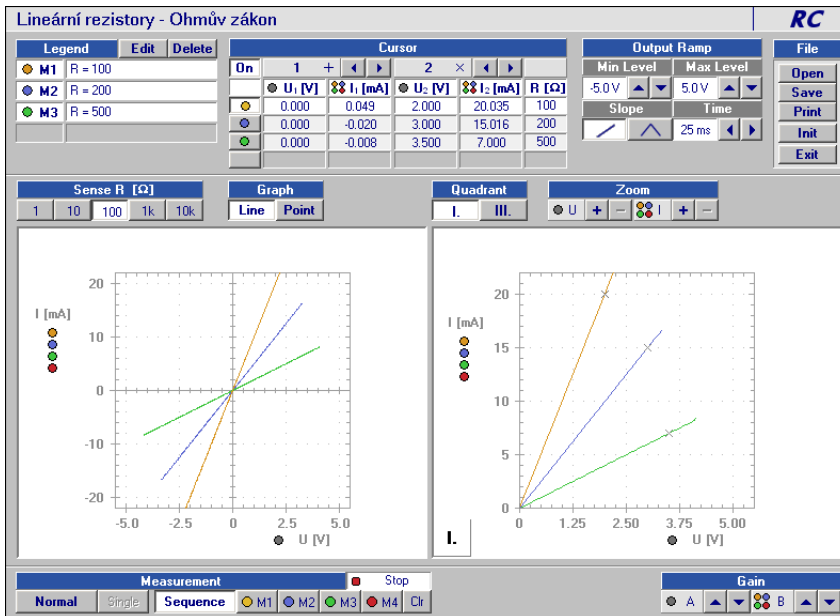 Lineární rezistory - Ohmův zákon
RC
Legend Edit Delete
M1 R = 100
M2 R = 200
M3 R = 500
Cursor
On 1 + 2 ×
U1 [V] I1 [mA] U2 [V] I2 [mA] R [Ω]
0.000 0.049 2.000 20.035 100
0.000 -0.020 3.000 15.016 200
0.000 -0.008 3.500 7.000 500
Output Ramp
Min Level Max Level
-5.0 V 5.0 V
Slope Time
25 ms
File
Open
Save
Print
Init
Exit
Sense R [Ω]
1 10 100 1k 10k
Graph
Line Point
Quadrant
I. III.
Zoom
U + − I + −
I [mA]
20
10
0
-10
-20
-5.0 -2.5 0 2.5 5.0
U [V]
I [mA]
20
15
10
5
0
0 1.25 2.50 3.75 5.00
U [V]
I.
Measurement Stop
Normal Single Sequence M1 M2 M3 M4 Clr
Gain
A B